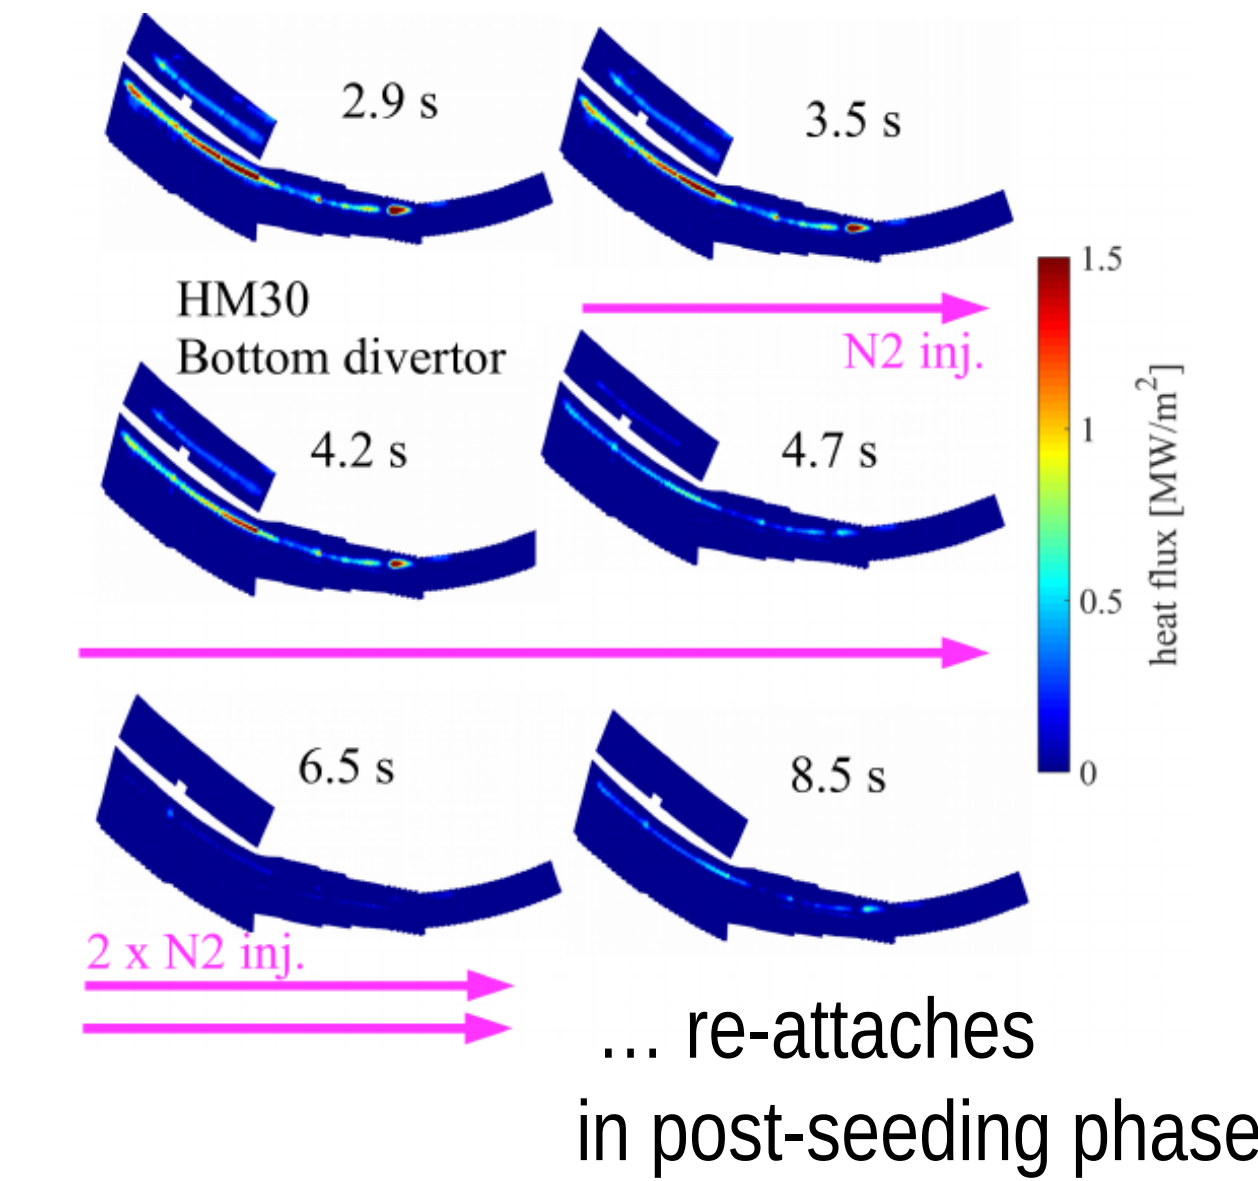 2.9 s
3.5 s
HM30
Bottom divertor
N2 inj.
4.2 s
4.7 s
1.5
1
0.5
0
heat flux [MW/m²]
6.5 s
8.5 s
2 x N2 inj.
... re-attaches
in post-seeding phase